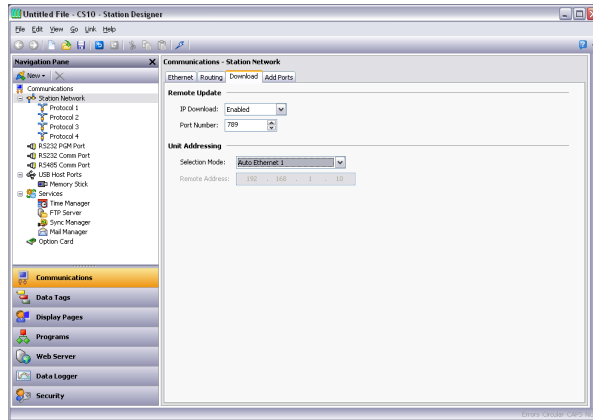 Untitled File - CS10 - Station Designer
File Edit View Go Link Help
Navigation Pane
New
Communications
Station Network
Protocol 1
Protocol 2
Protocol 3
Protocol 4
RS232 PGM Port
RS232 Comm Port
RS485 Comm Port
USB Host Ports
Memory Stick
Services
Time Manager
FTP Server
Sync Manager
Mail Manager
Option Card
Communications
Data Tags
Display Pages
Programs
Web Server
Data Logger
Security
Communications - Station Network
Ethernet Routing Download Add Ports
Remote Update
IP Download: Enabled
Port Number: 789
Unit Addressing
Selection Mode: Auto Ethernet 1
Remote Address: 192 . 168 . 1 . 10
Errors Circular CAPS